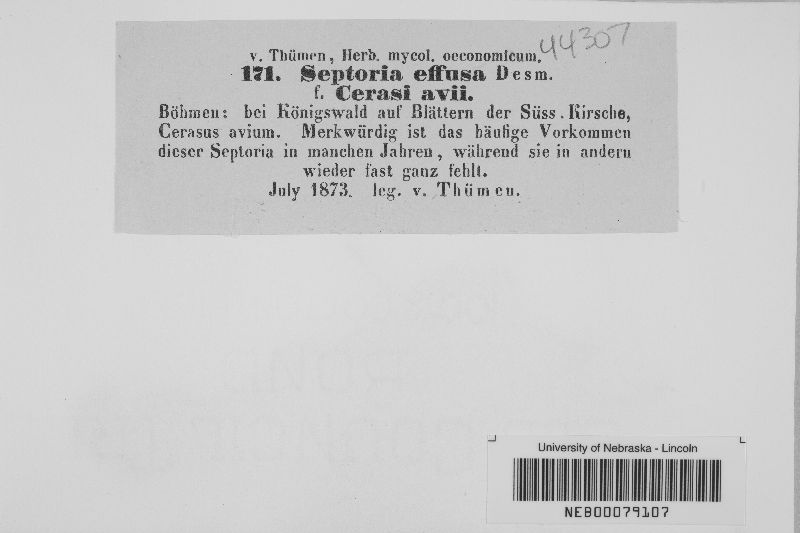 v. Thümen, Herb. mycol. oeconomicum.
44307
171. Septoria effusa Desm.
f. Cerasi avii.
Böhmen: bei Königswald auf Blättern der Süss-Kirsche,
Cerasus avium. Merkwürdig ist das häufige Vorkommen
dieser Septoria in manchen Jahren, während sie in andern
wieder fast ganz fehlt.
July 1873. leg. v. Thümen.
University of Nebraska - Lincoln
NEB00079107